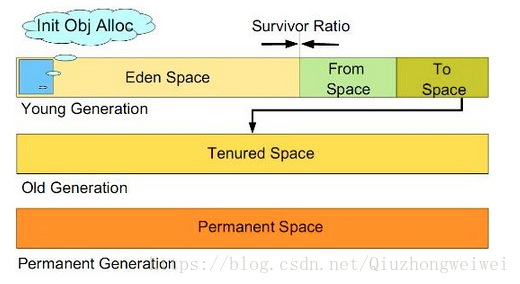 Init Obj Alloc
Survivor Ratio
Eden Space
From
Space
To
Space
Young Generation
Tenured Space
Old Generation
Permanent Space
Permanent Generation
https://blog.csdn.net/Qiuzhongweiwei